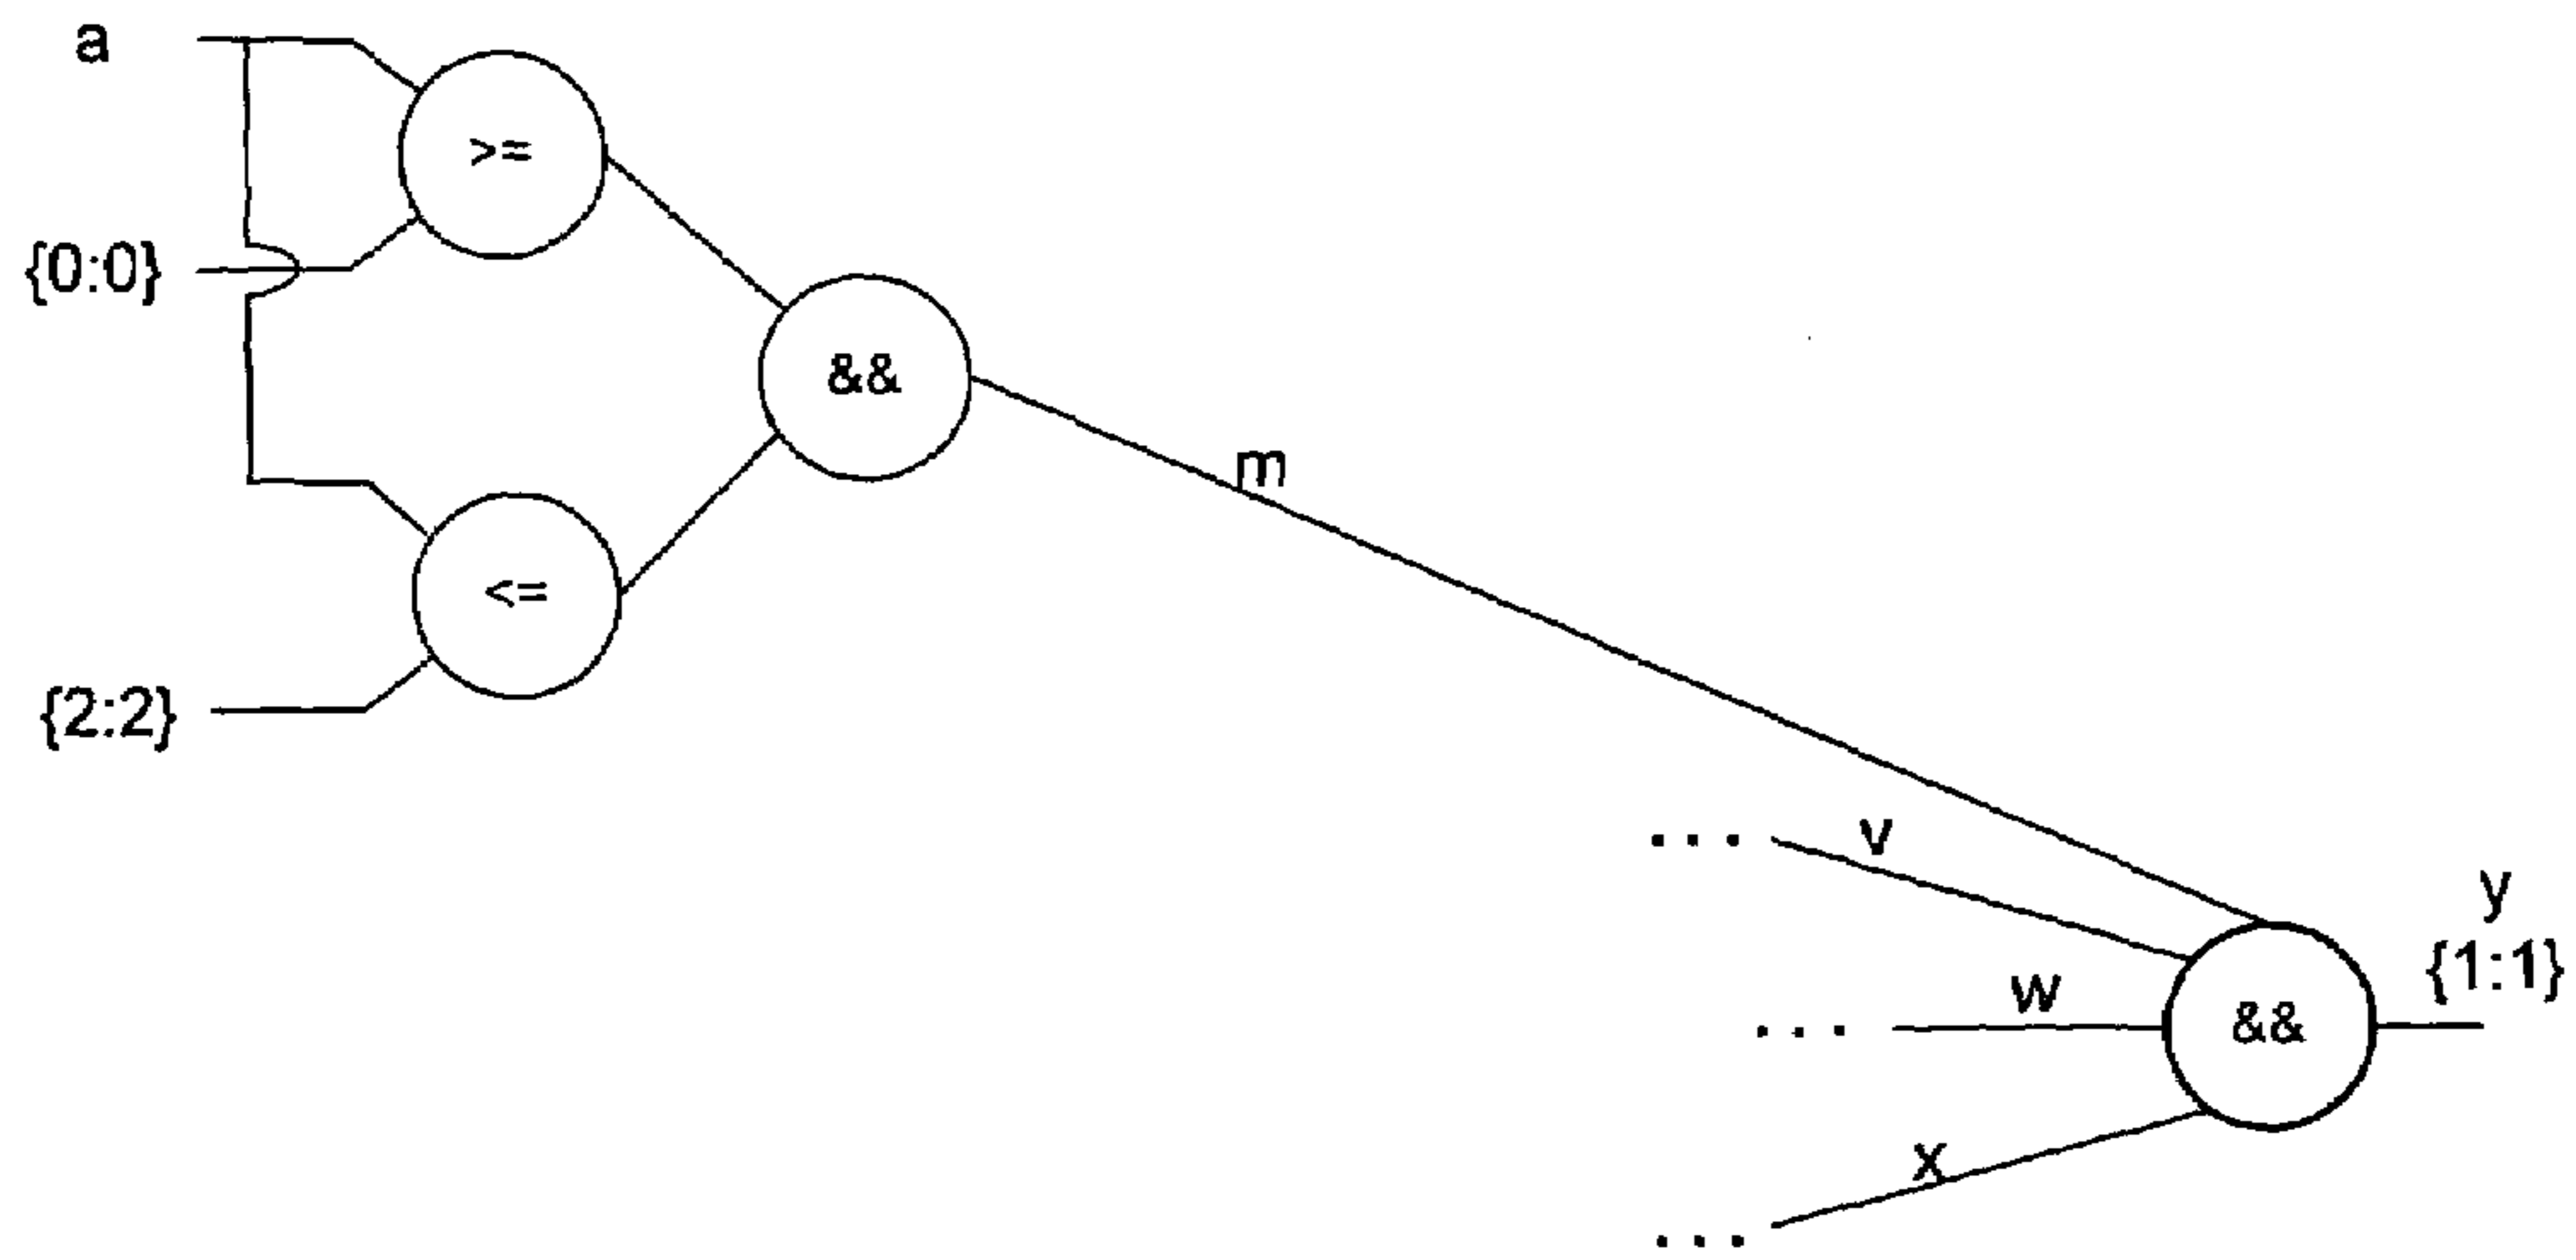 a
>=
{0:0}
&&
m
<=
{2:2}
v
y
{1:1}
w
&&
x